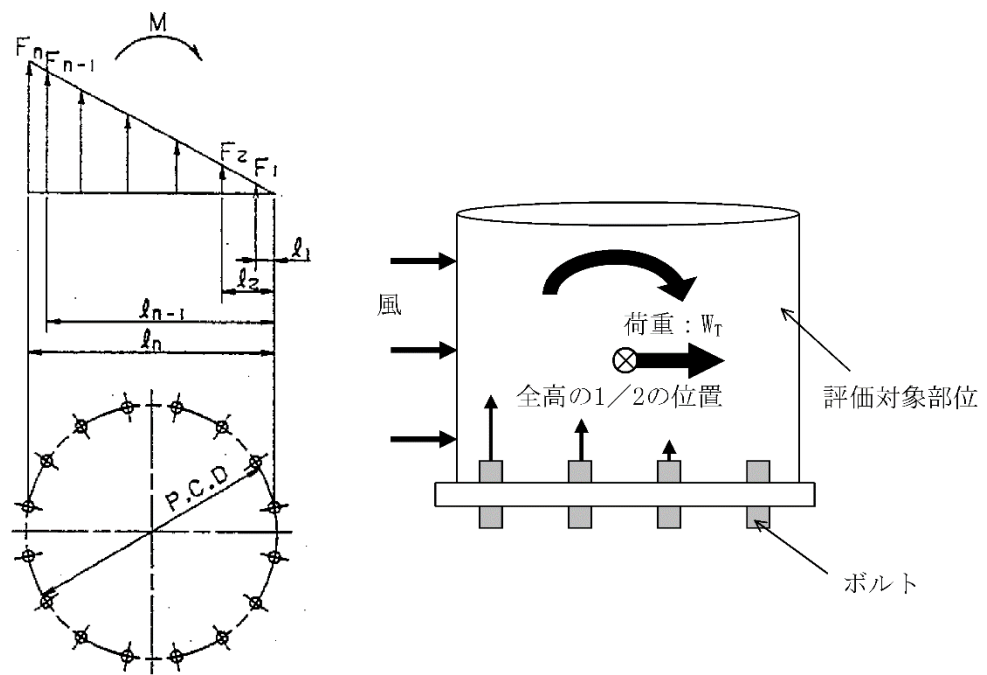 M
Fn
Fn-1
F2
F1
ℓ1
ℓ2
ℓn-1
ℓn
P.C.D
風
荷重：WT
全高の1／2の位置
評価対象部位
ボルト